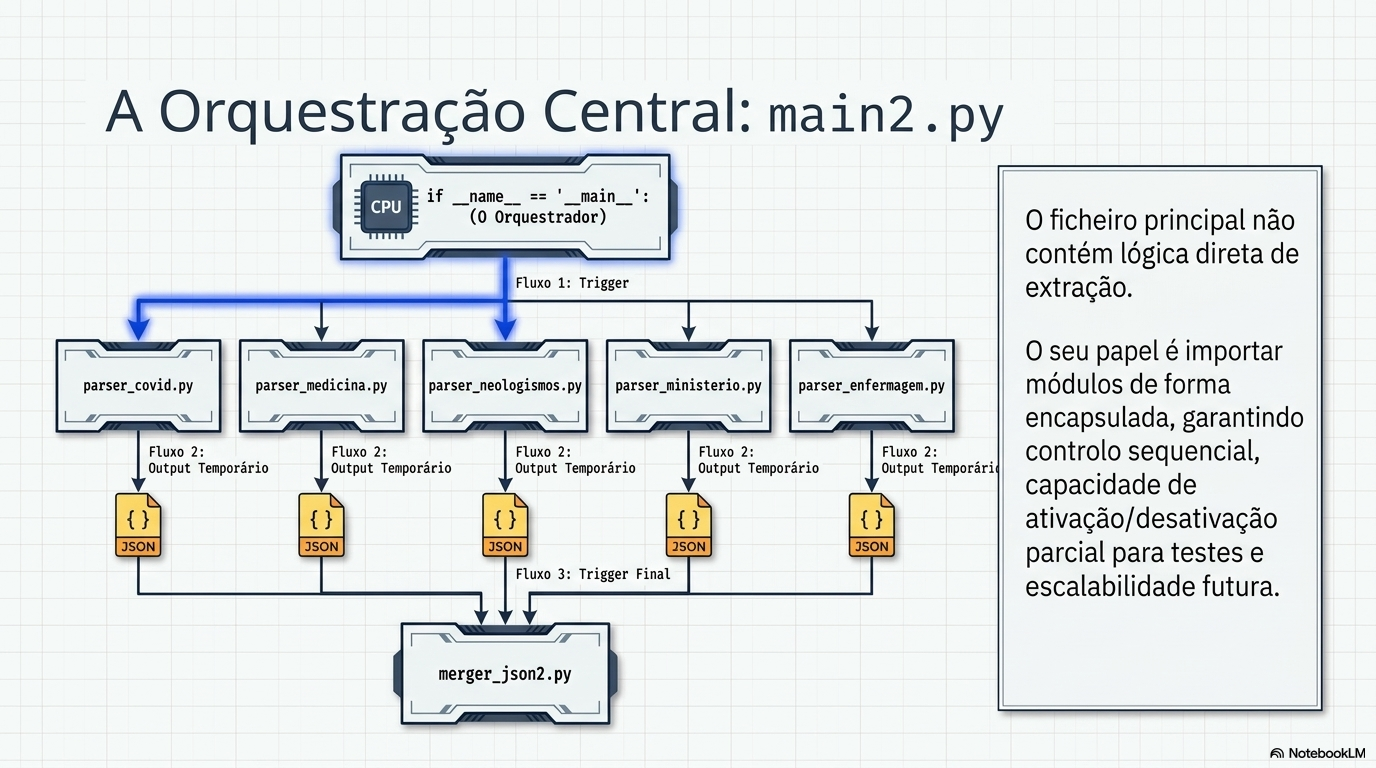 A Orquestração Central: main2.py
CPU
if __name__ == '__main__':
(O Orquestrador)
Fluxo 1: Trigger
parser_covid.py
parser_medicina.py
parser_neologismos.py
parser_ministerio.py
parser_enfermagem.py
Fluxo 2:
Output Temporário
Fluxo 2:
Output Temporário
Fluxo 2:
Output Temporário
Fluxo 2:
Output Temporário
Fluxo 2:
Output Temporário
{ }
JSON
{ }
JSON
{ }
JSON
{ }
JSON
{ }
JSON
Fluxo 3: Trigger Final
merger_json2.py
O ficheiro principal não
contém lógica direta de
extração.
O seu papel é importar
módulos de forma
encapsulada, garantindo
controlo sequencial,
capacidade de
ativação/desativação
parcial para testes e
escalabilidade futura.
NotebookLM